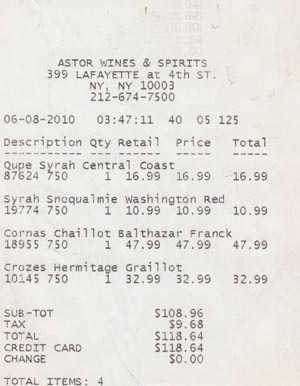 ASTOR WINES & SPIRITS
399 LAFAYETTE at 4th ST.
NY, NY 10003
212-674-7500
06-08-2010 03:47:11 40 05 125
Description Qty Retail Price Total
Qupe Syrah Central Coast
87624 750 1 16.99 16.99 16.99
Syrah Snoqualmie Washington Red
19774 750 1 10.99 10.99 10.99
Cornas Chaillot Balthazar Franck
18955 750 1 47.99 47.99 47.99
Crozes Hermitage Graillot
10145 750 1 32.99 32.99 32.99
SUB-TOT $108.96
TAX $9.68
TOTAL $118.64
CREDIT CARD $118.64
CHANGE $0.00
TOTAL ITEMS: 4